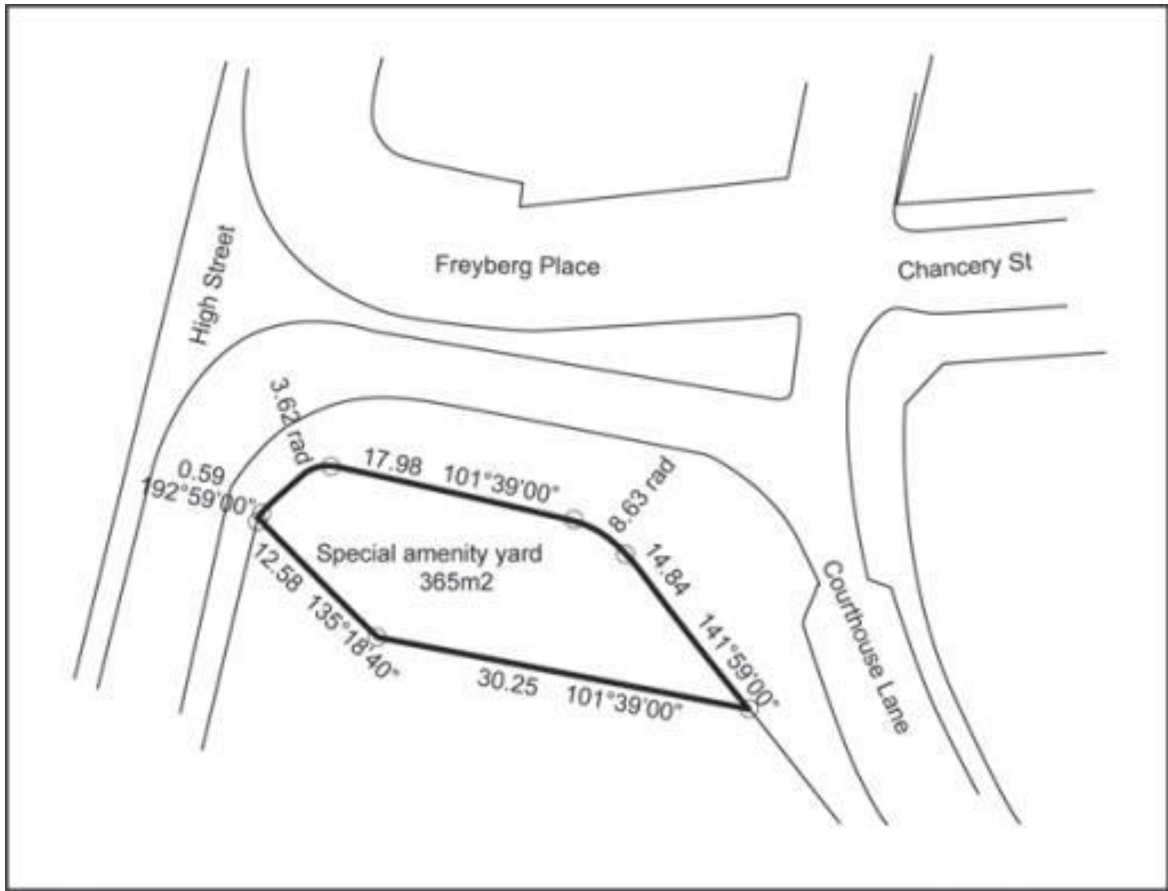 High Street
Freyberg Place
Chancery St
3.62 rad
0.59
192°59'00"
17.98
101°39'00"
8.63 rad
Special amenity yard
365m2
14.84
141°59'00"
12.58
135°18'40"
30.25
101°39'00"
Courthouse Lane